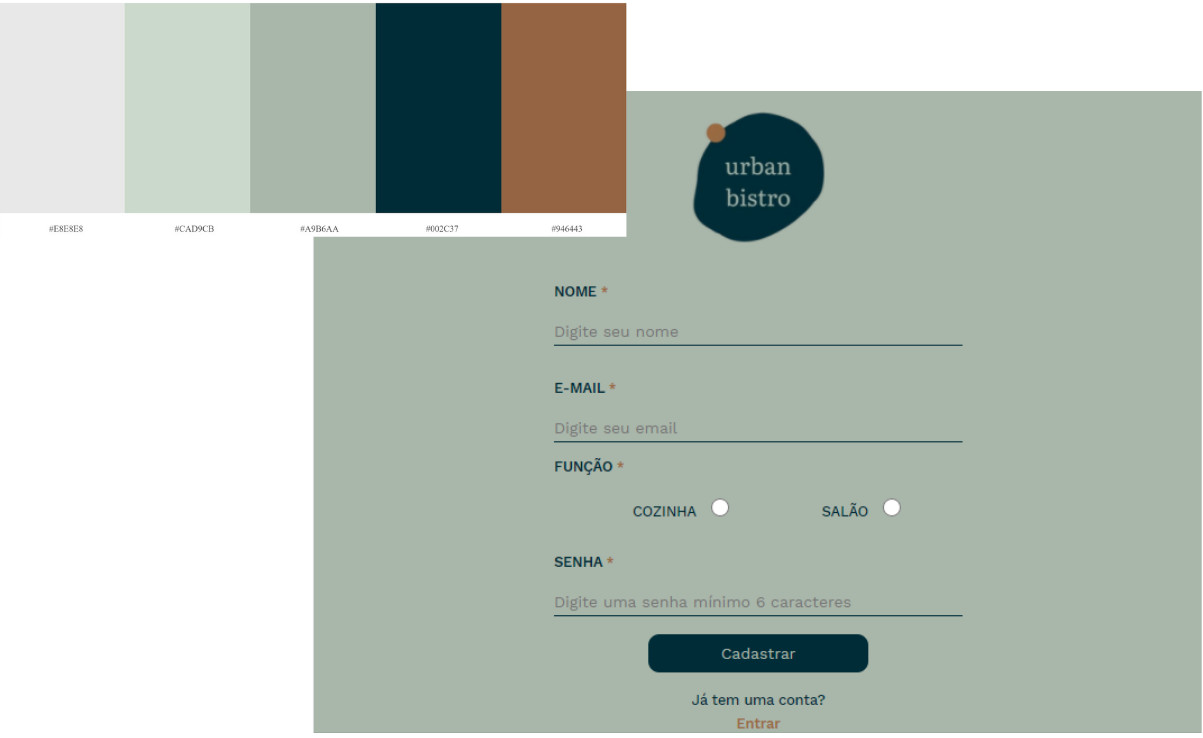 #E8E8E8
#CAD9CB
#A9B6AA
#002C37
#946443
urban
bistro
NOME *
Digite seu nome
E-MAIL *
Digite seu email
FUNÇÃO *
COZINHA
SALÃO
SENHA *
Digite uma senha mínimo 6 caracteres
Cadastrar
Já tem uma conta?
Entrar